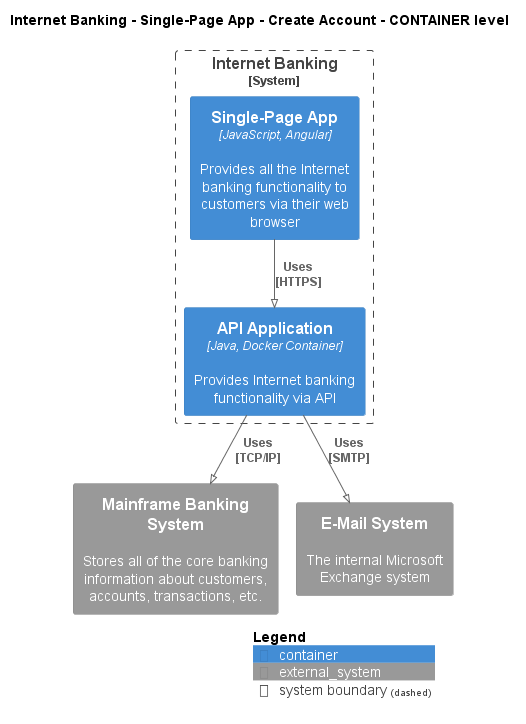 Internet Banking - Single-Page App - Create Account - CONTAINER level
Internet Banking
[System]
Single-Page App
[JavaScript, Angular]
Provides all the Internet
banking functionality to
customers via their web
browser
Uses
[HTTPS]
API Application
[Java, Docker Container]
Provides Internet banking
functionality via API
Uses
[TCP/IP]
Uses
[SMTP]
Mainframe Banking
System
Stores all of the core banking
information about customers,
accounts, transactions, etc.
E-Mail System
The internal Microsoft
Exchange system
Legend
container
external_system
system boundary (dashed)